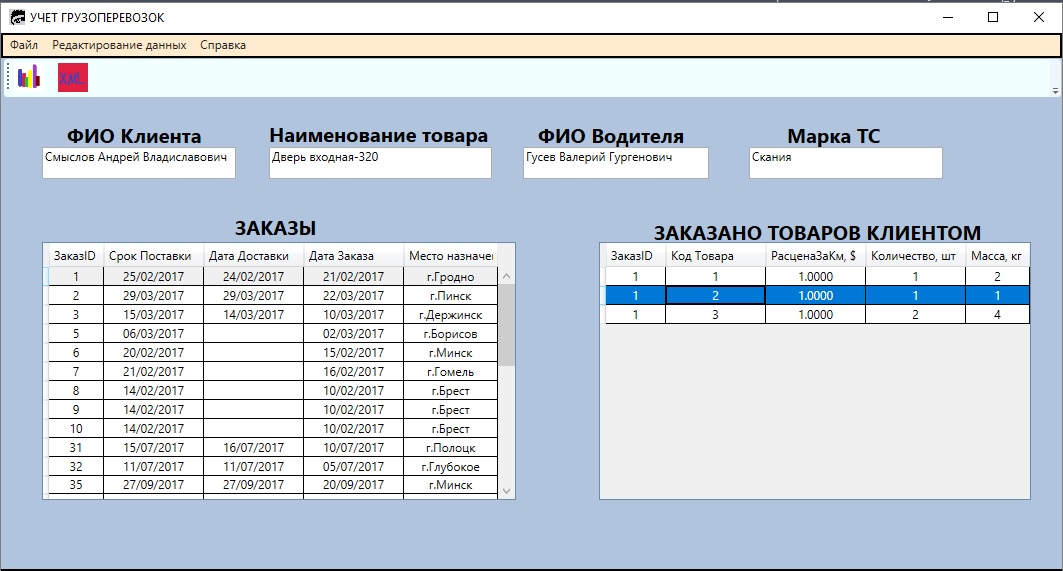 УЧЕТ ГРУЗОПЕРЕВОЗОК
Файл Редактирование данных Справка
XML
ФИО Клиента Наименование товара ФИО Водителя Марка ТС
Смыслов Андрей Владиславович Дверь входная-320 Гусев Валерий Гургенович Скания
ЗАКАЗЫ
ЗаказID Срок Поставки Дата Доставки Дата Заказа Место назначен
1 25/02/2017 24/02/2017 21/02/2017 г.Гродно
2 29/03/2017 29/03/2017 22/03/2017 г.Пинск
3 15/03/2017 14/03/2017 10/03/2017 г.Держинск
5 06/03/2017 02/03/2017 г.Борисов
6 20/02/2017 15/02/2017 г.Минск
7 21/02/2017 16/02/2017 г.Гомель
8 14/02/2017 10/02/2017 г.Брест
9 14/02/2017 10/02/2017 г.Брест
10 14/02/2017 10/02/2017 г.Брест
31 15/07/2017 16/07/2017 10/07/2017 г.Полоцк
32 11/07/2017 11/07/2017 05/07/2017 г.Глубокое
35 27/09/2017 27/09/2017 20/09/2017 г.Минск
ЗАКАЗАНО ТОВАРОВ КЛИЕНТОМ
ЗаказID Код Товара РасценаЗаКм, $ Количество, шт Масса, кг
1 1 1.0000 1 2
1 2 1.0000 1 1
1 3 1.0000 2 4